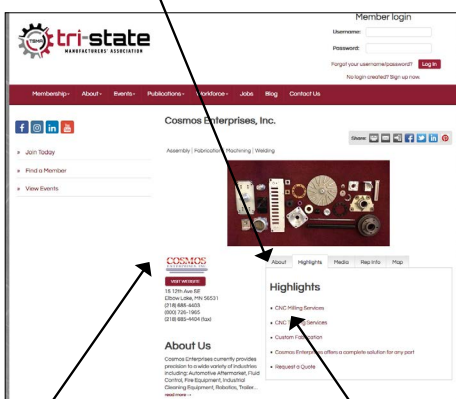 Member login
Username:
Password:
Forgot your username/password? Log In
No login created? Sign up now.
TSMA
tri-state
MANUFACTURERS' ASSOCIATION
Membership About Events Publications Workforce Jobs Blog Contact Us
Cosmos Enterprises, Inc.
Share:
» Join Today
» Find a Member
» View Events
Assembly | Fabrication | Machining | Welding
COSMOS
VISIT WEBSITE
15 12th Ave SE
Elbow Lake, MN 56531
(218) 685-4403
(800) 726-1965
(218) 685-4404 (fax)
About Us
Cosmos Enterprises currently provides
precision to a wide variety of industries
including: Automotive Aftermarket, Fluid
Control, Fire Equipment, Industrial
Cleaning Equipment, Robotics, Trailer...
read more →
About Highlights Media Rep Info Map
Highlights
• CNC Milling Services
• CNC Services
• Custom Fabrication
• Cosmos Enterprises offers a complete solution for any part
• Request a Quote